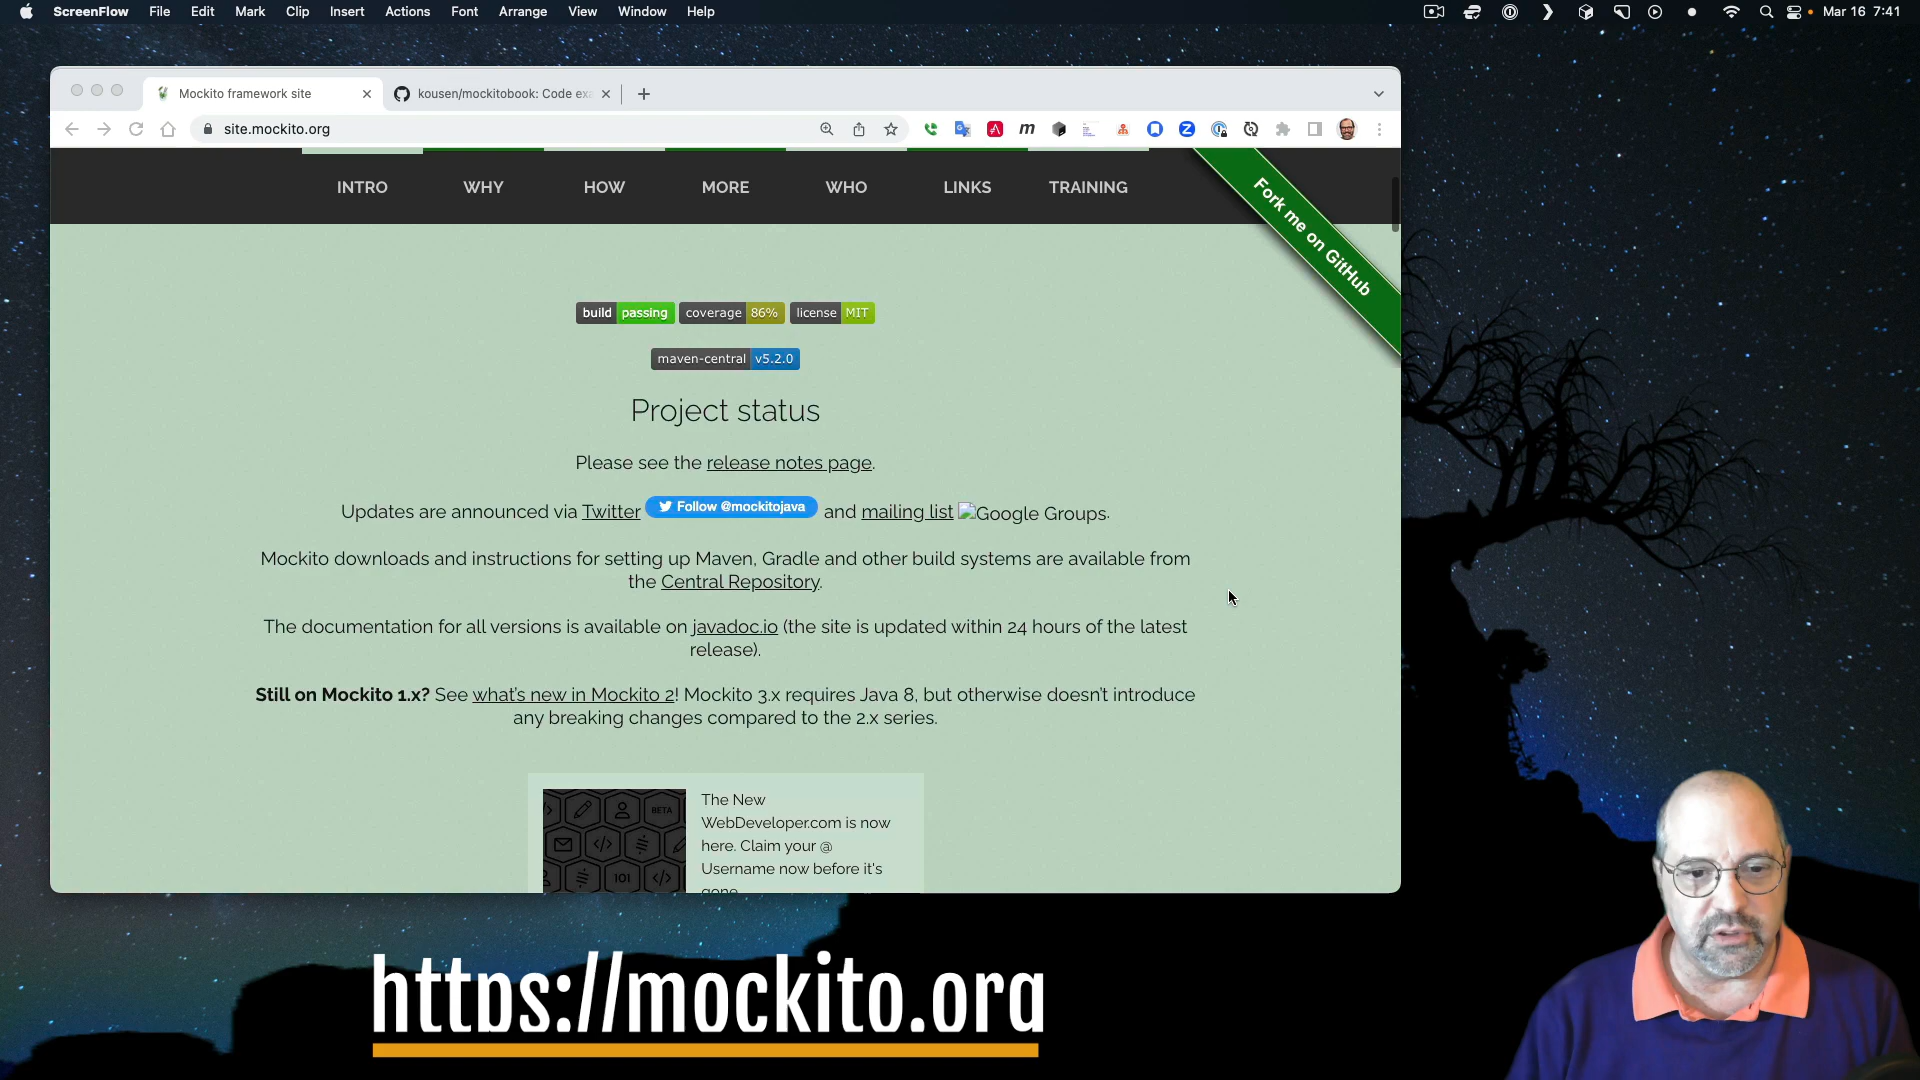 ScreenFlow File Edit Mark Clip Insert Actions Font Arrange View Window Help Mar 16 7:41
Mockito framework site kousen/mockitobook: Code exa
site.mockito.org
INTRO WHY HOW MORE WHO LINKS TRAINING
Fork me on GitHub
build passing coverage 86% license MIT
maven-central v5.2.0
Project status
Please see the release notes page.
Updates are announced via Twitter Follow @mockitojava and mailing list Google Groups.
Mockito downloads and instructions for setting up Maven, Gradle and other build systems are available from
the Central Repository.
The documentation for all versions is available on javadoc.io (the site is updated within 24 hours of the latest
release).
Still on Mockito 1.x? See what's new in Mockito 2! Mockito 3.x requires Java 8, but otherwise doesn't introduce
any breaking changes compared to the 2.x series.
BETA
101
The New
WebDeveloper.com is now
here. Claim your @
Username now before it's
gone
https://mockito.org